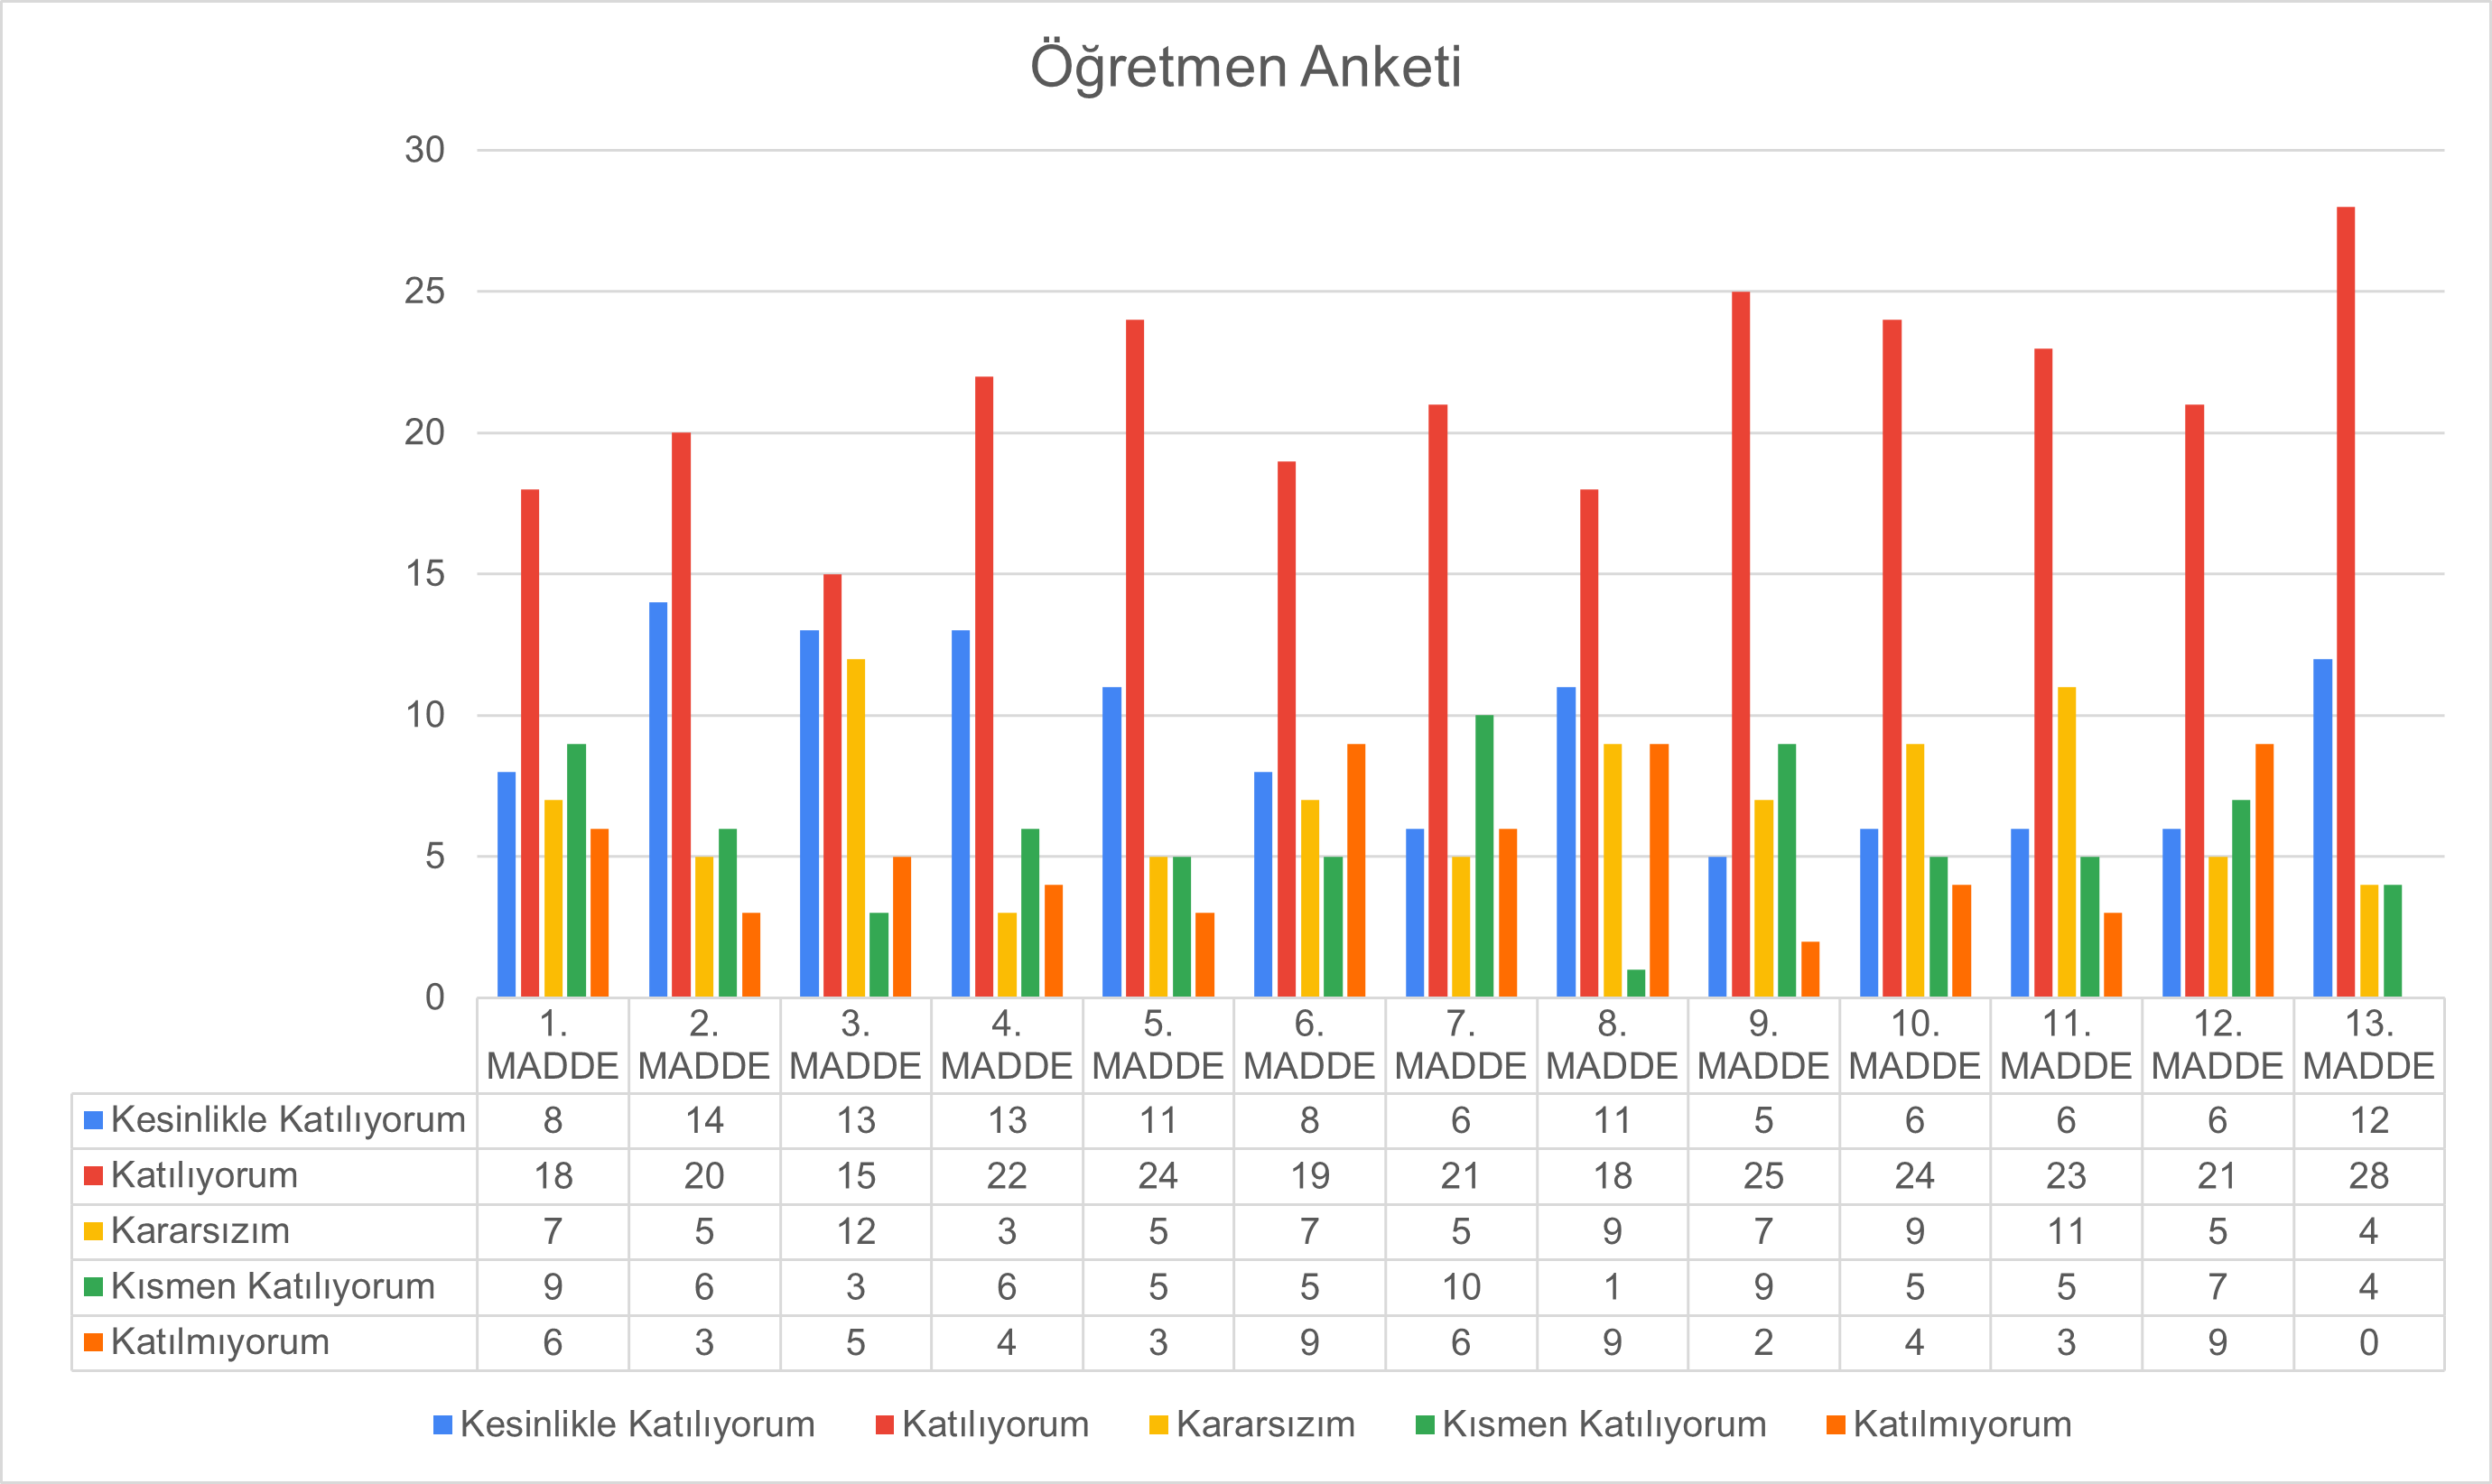 Öğretmen Anketi
30
25
20
15
10
5
0
1. MADDE 2. MADDE 3. MADDE 4. MADDE 5. MADDE 6. MADDE 7. MADDE 8. MADDE 9. MADDE 10. MADDE 11. MADDE 12. MADDE 13. MADDE
Kesinlikle Katılıyorum 8 14 13 13 11 8 6 11 5 6 6 6 12
Katılıyorum 18 20 15 22 24 19 21 18 25 24 23 21 28
Kararsızım 7 5 12 3 5 7 5 9 7 9 11 5 4
Kısmen Katılıyorum 9 6 3 6 5 5 10 1 9 5 5 7 4
Katılmıyorum 6 3 5 4 3 9 6 9 2 4 3 9 0
Kesinlikle Katılıyorum Katılıyorum Kararsızım Kısmen Katılıyorum Katılmıyorum